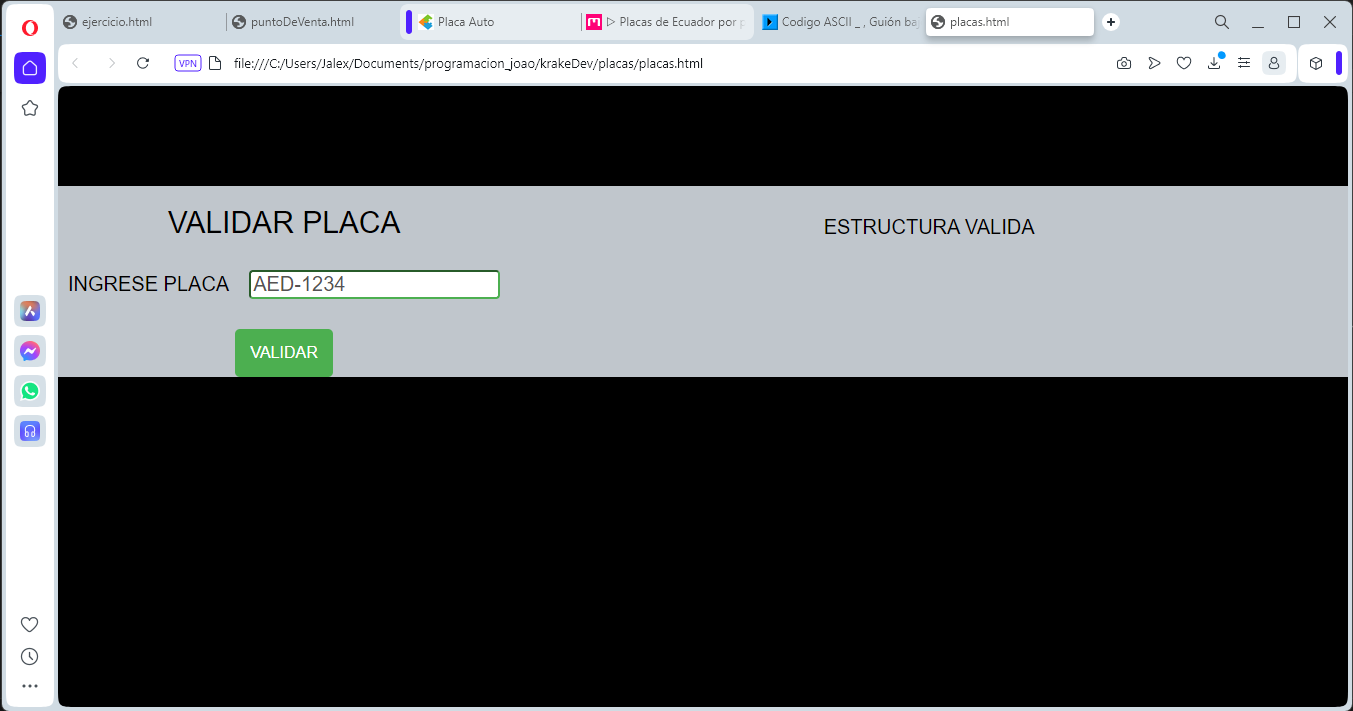 ejercicio.html
puntoDeVenta.html
Placa Auto
▷ Placas de Ecuador por p
Codigo ASCII _ , Guión baj
placas.html
VPN
file:///C:/Users/Jalex/Documents/programacion_joao/krakeDev/placas/placas.html
VALIDAR PLACA
ESTRUCTURA VALIDA
INGRESE PLACA
AED-1234
VALIDAR